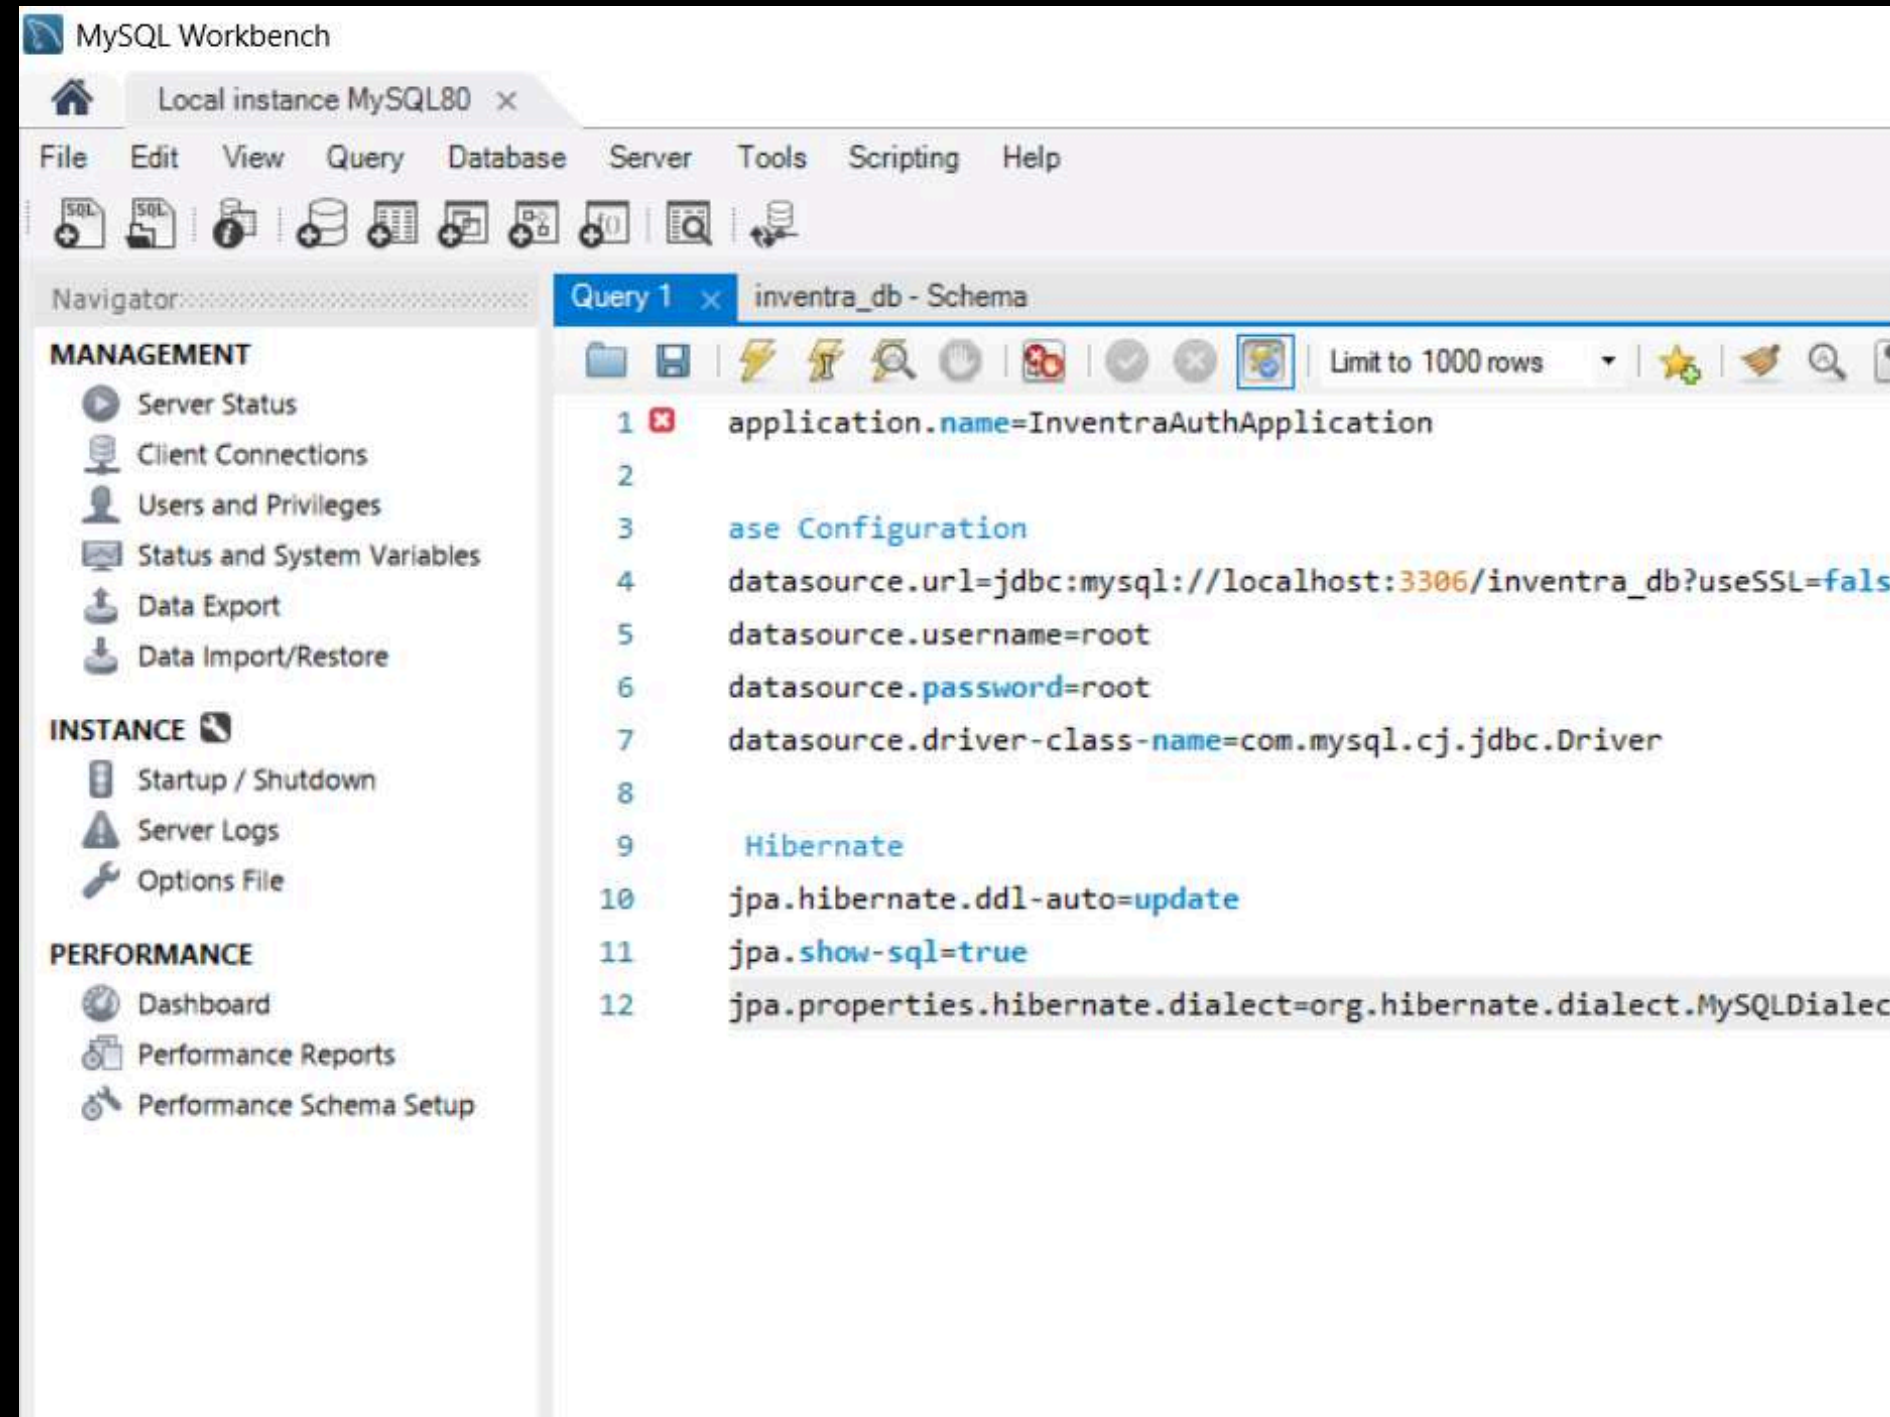 MySQL Workbench
Local instance MySQL80
File Edit View Query Database Server Tools Scripting Help
Navigator
Query 1
inventra_db - Schema
MANAGEMENT
Server Status
Client Connections
Users and Privileges
Status and System Variables
Data Export
Data Import/Restore
INSTANCE
Startup / Shutdown
Server Logs
Options File
PERFORMANCE
Dashboard
Performance Reports
Performance Schema Setup
Limit to 1000 rows
1 application.name=InventraAuthApplication
2
3 ase Configuration
4 datasource.url=jdbc:mysql://localhost:3306/inventra_db?useSSL=fals
5 datasource.username=root
6 datasource.password=root
7 datasource.driver-class-name=com.mysql.cj.jdbc.Driver
8
9 Hibernate
10 jpa.hibernate.ddl-auto=update
11 jpa.show-sql=true
12 jpa.properties.hibernate.dialect=org.hibernate.dialect.MySQLDialec